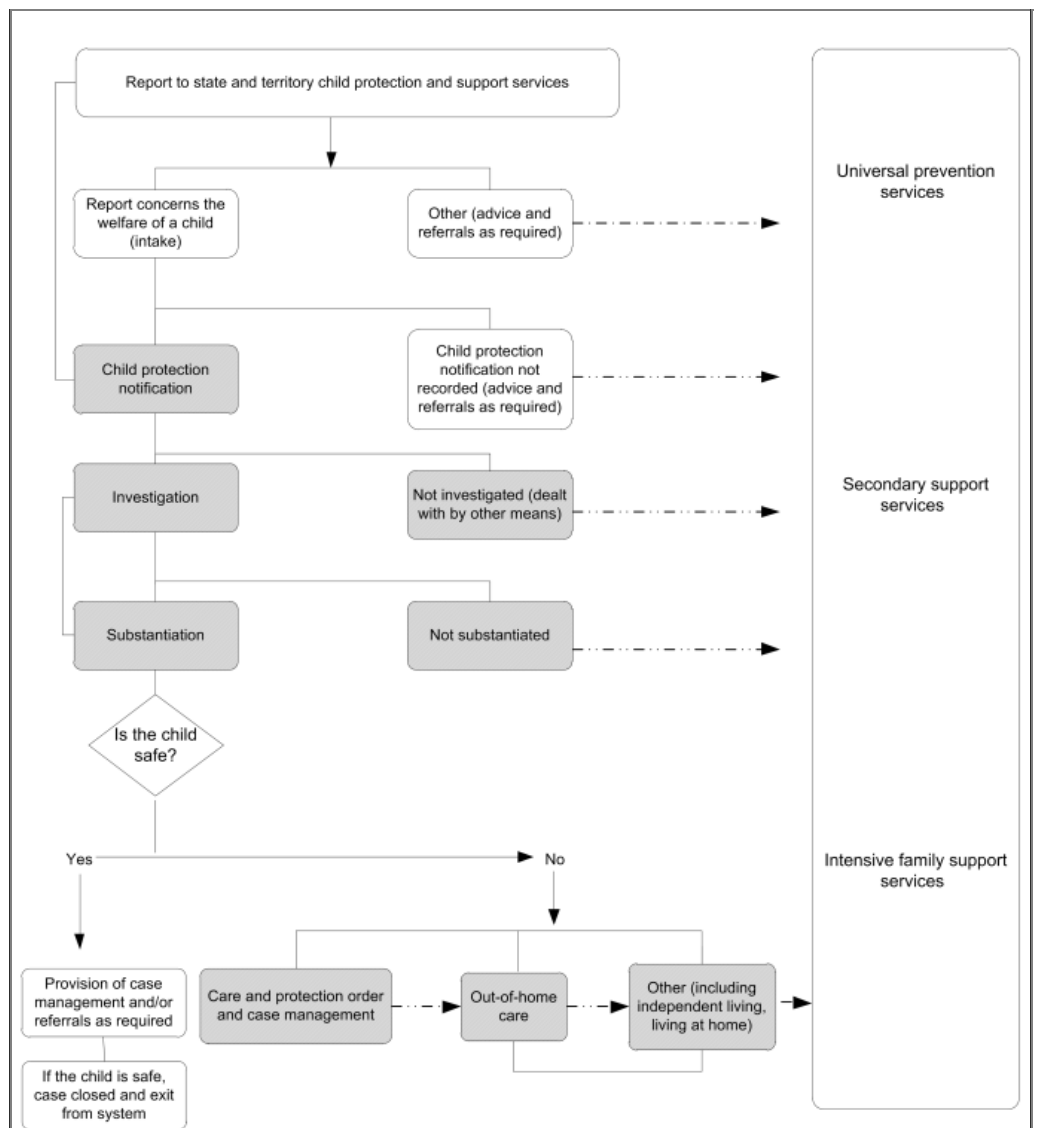 Report to state and territory child protection and support services
Universal prevention
services
Report concerns the
welfare of a child
(intake)
Other (advice and
referrals as required)
Child protection
notification
Child protection
notification not
recorded (advice and
referrals as required)
Investigation
Not investigated (dealt
with by other means)
Secondary support
services
Substantiation
Not substantiated
Is the child
safe?
Yes
No
Intensive family support
services
Provision of case
management and/or
referrals as required
Care and protection order
and case management
Out-of-home
care
Other (including
independent living,
living at home)
If the child is safe,
case closed and exit
from system